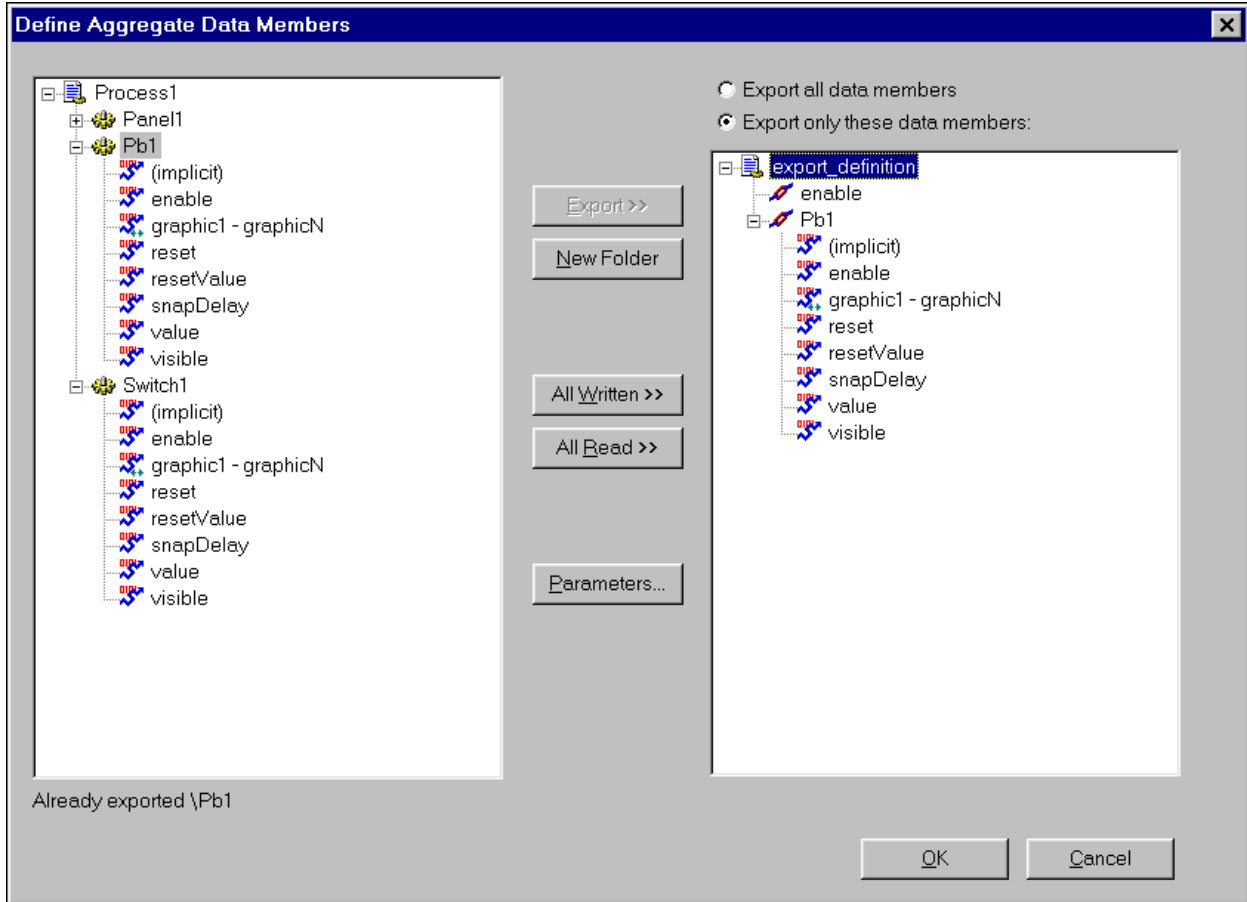 Define Aggregate Data Members
Process1
Panel1
Pb1
(implicit)
enable
graphic1 - graphicN
reset
resetValue
snapDelay
value
visible
Switch1
(implicit)
enable
graphic1 - graphicN
reset
resetValue
snapDelay
value
visible
Already exported \Pb1
Export >>
New Folder
All Written >>
All Read >>
Parameters...
Export all data members
Export only these data members:
export_definition
enable
Pb1
(implicit)
enable
graphic1 - graphicN
reset
resetValue
snapDelay
value
visible
OK
Cancel